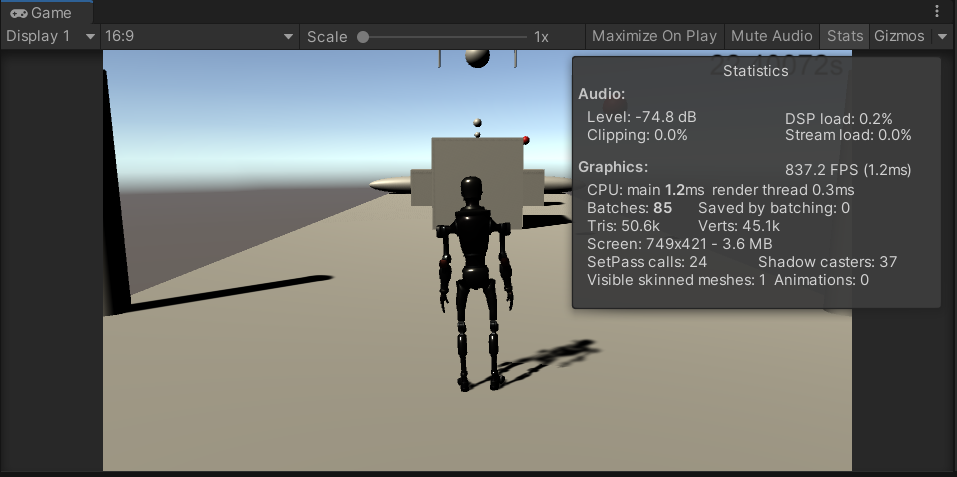 Game
Display 1 16:9 Scale 1x Maximize On Play Mute Audio Stats Gizmos
Statistics
Audio:
Level: -74.8 dB DSP load: 0.2%
Clipping: 0.0% Stream load: 0.0%
Graphics: 837.2 FPS (1.2ms)
CPU: main 1.2ms render thread 0.3ms
Batches: 85 Saved by batching: 0
Tris: 50.6k Verts: 45.1k
Screen: 749x421 - 3.6 MB
SetPass calls: 24 Shadow casters: 37
Visible skinned meshes: 1 Animations: 0